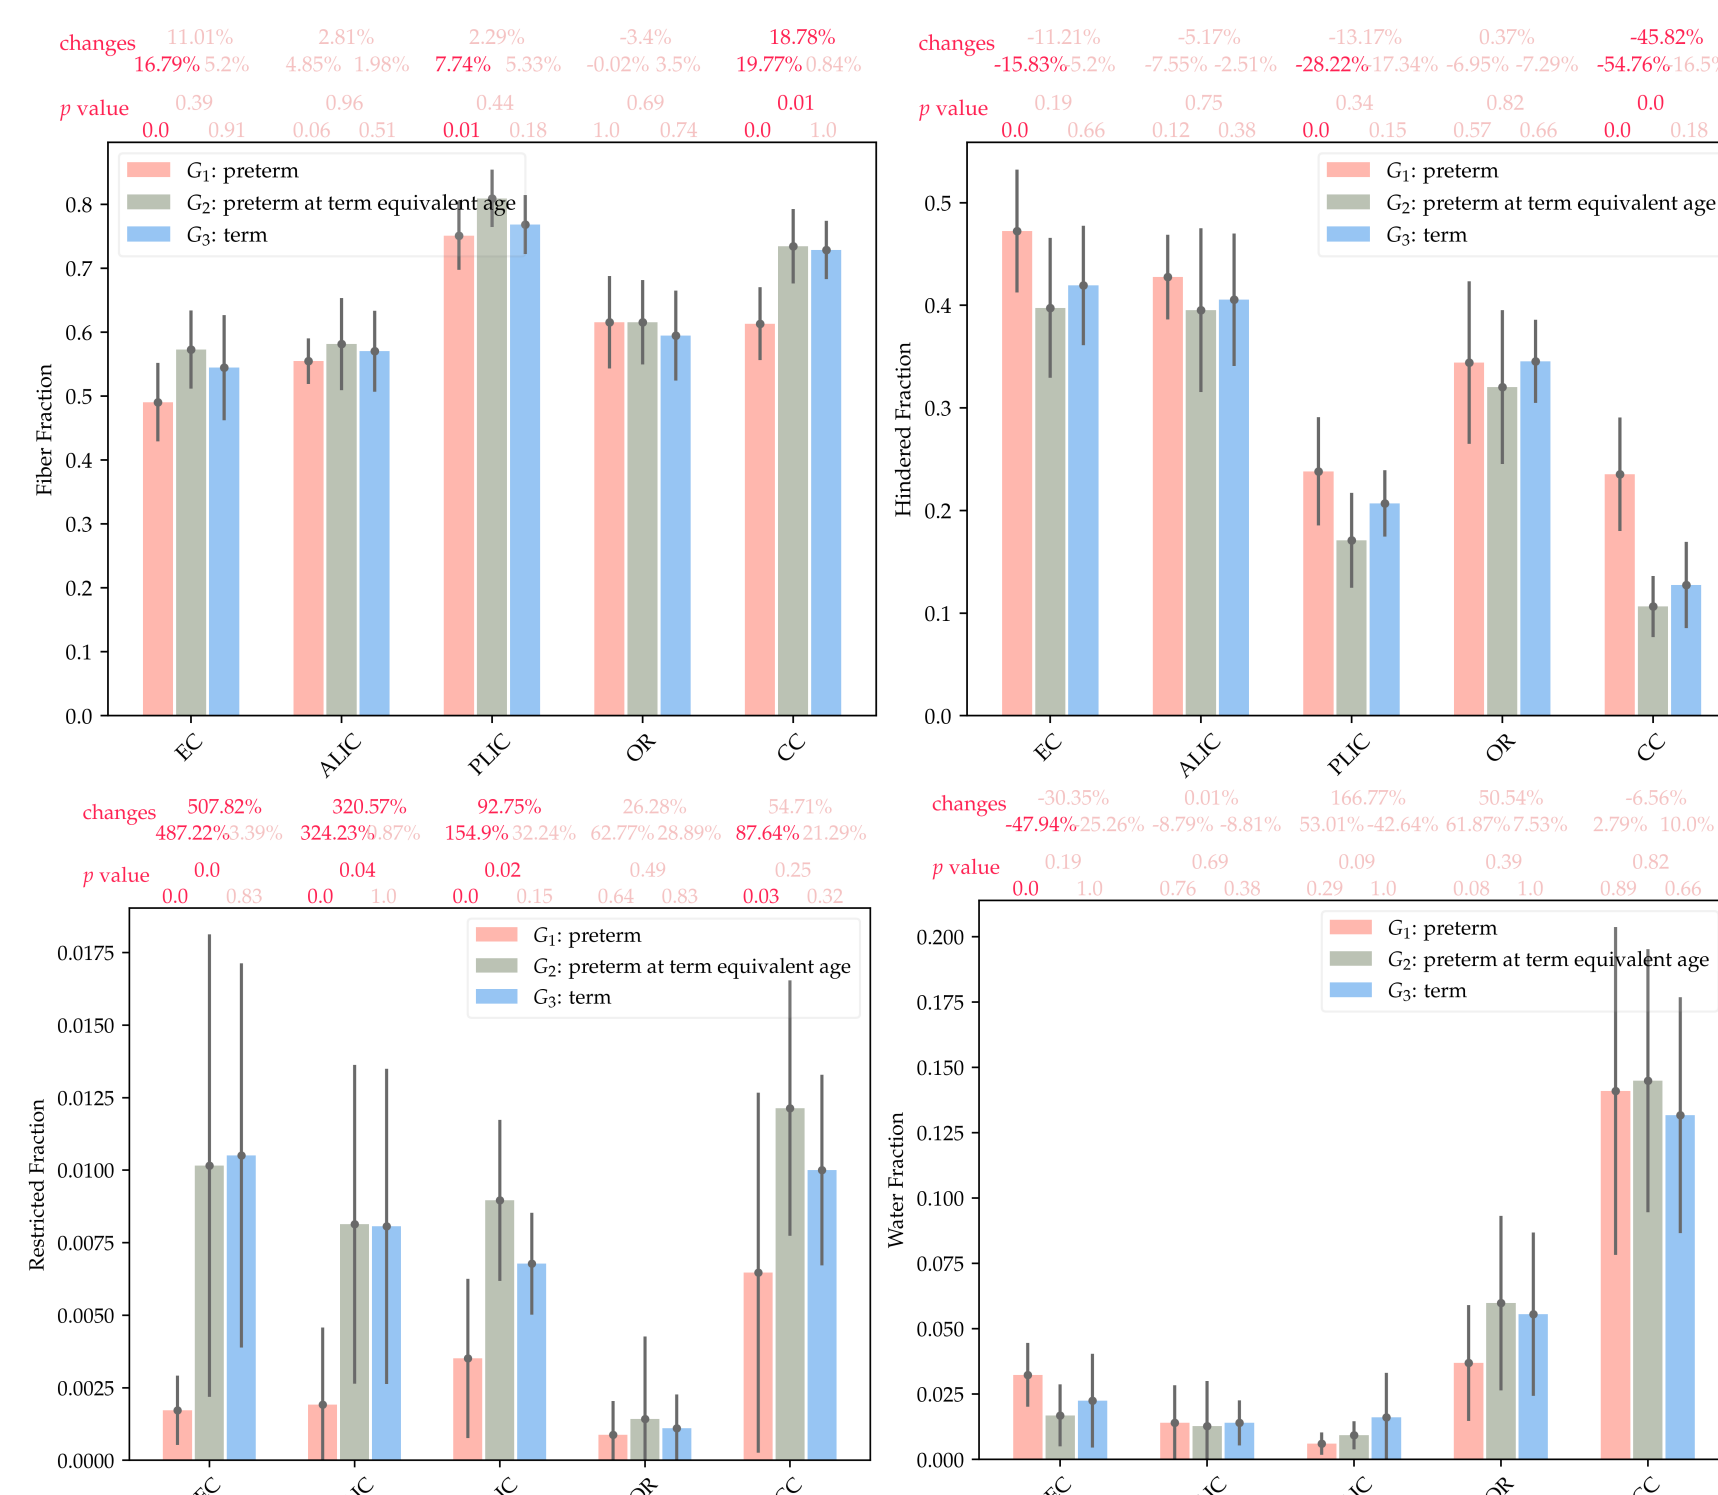 changes 11.01% 2.81% 2.29% -3.4% 18.78%
16.79% 5.2% 4.85% 1.98% 7.74% 5.33% -0.02% 3.5% 19.77% 0.84%
p value 0.39 0.96 0.44 0.69 0.01
0.0 0.91 0.06 0.51 0.01 0.18 1.0 0.74 0.0 1.0
G1: preterm
G2: preterm at term equivalent age
G3: term
Fiber Fraction
0.8
0.7
0.6
0.5
0.4
0.3
0.2
0.1
0.0
EC ALIC PLIC OR CC
changes -11.21% -5.17% -13.17% 0.37% -45.82%
-15.83% -5.2% -7.55% -2.51% -28.22% -17.34% -6.95% -7.29% -54.76%
p value 0.19 0.75 0.34 0.82 0.0
0.0 0.66 0.12 0.38 0.0 0.15 0.57 0.66 0.0 0.18
G1: preterm
G2: preterm at term equivalent age
G3: term
Hindered Fraction
0.5
0.4
0.3
0.2
0.1
0.0
EC ALIC PLIC OR CC
changes 507.82% 320.57% 92.75% 26.28% 54.71%
487.22% 3.39% 324.23% 0.87% 154.9% 32.24% 62.77% 28.89% 87.64% 21.29%
p value 0.0 0.04 0.02 0.49 0.25
0.0 0.83 0.0 1.0 0.0 0.15 0.64 0.83 0.03 0.32
G1: preterm
G2: preterm at term equivalent age
G3: term
Restricted Fraction
0.0175
0.0150
0.0125
0.0100
0.0075
0.0050
0.0025
0.0000
changes -30.35% 0.01% 166.77% 50.54% -6.56%
-47.94% -25.26% -8.79% -8.81% 53.01% -42.64% 61.87% 7.53% 2.79% 10.0%
p value 0.19 0.69 0.09 0.39 0.82
0.0 1.0 0.76 0.38 0.29 1.0 0.08 1.0 0.89 0.66
G1: preterm
G2: preterm at term equivalent age
G3: term
Water Fraction
0.200
0.175
0.150
0.125
0.100
0.075
0.050
0.025
0.000